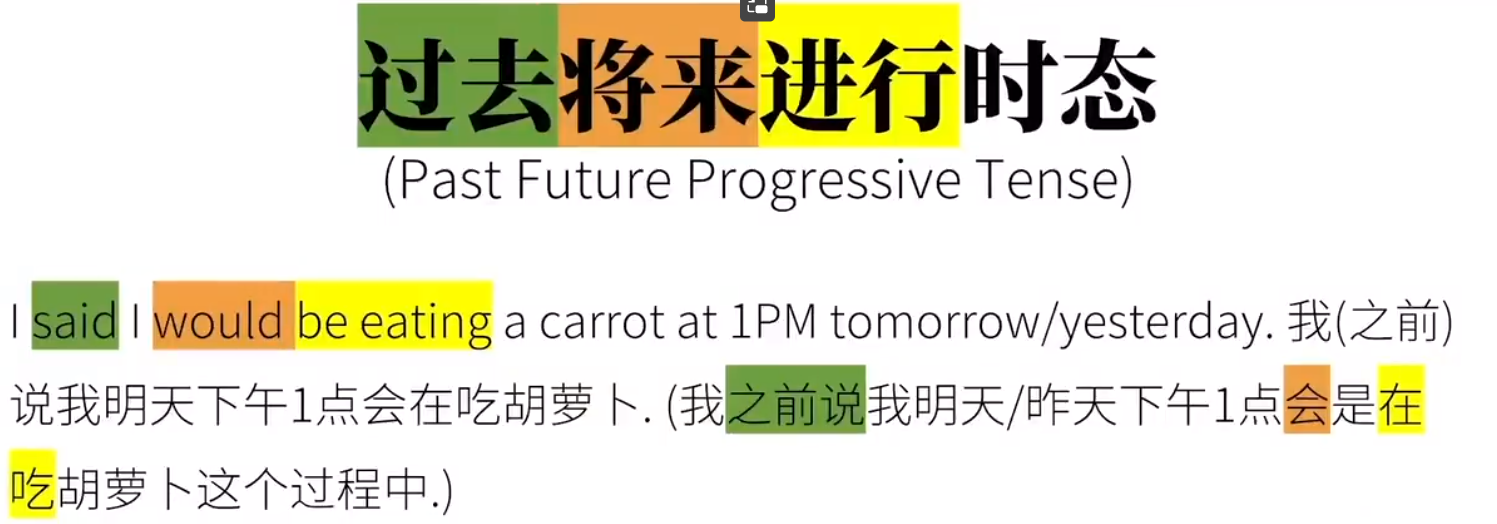 过去将来进行时态
(Past Future Progressive Tense)
I said I would be eating a carrot at 1PM tomorrow/yesterday. 我(之前)
说我明天下午1点会在吃胡萝卜. (我之前说我明天/昨天下午1点会是在
吃胡萝卜这个过程中.)